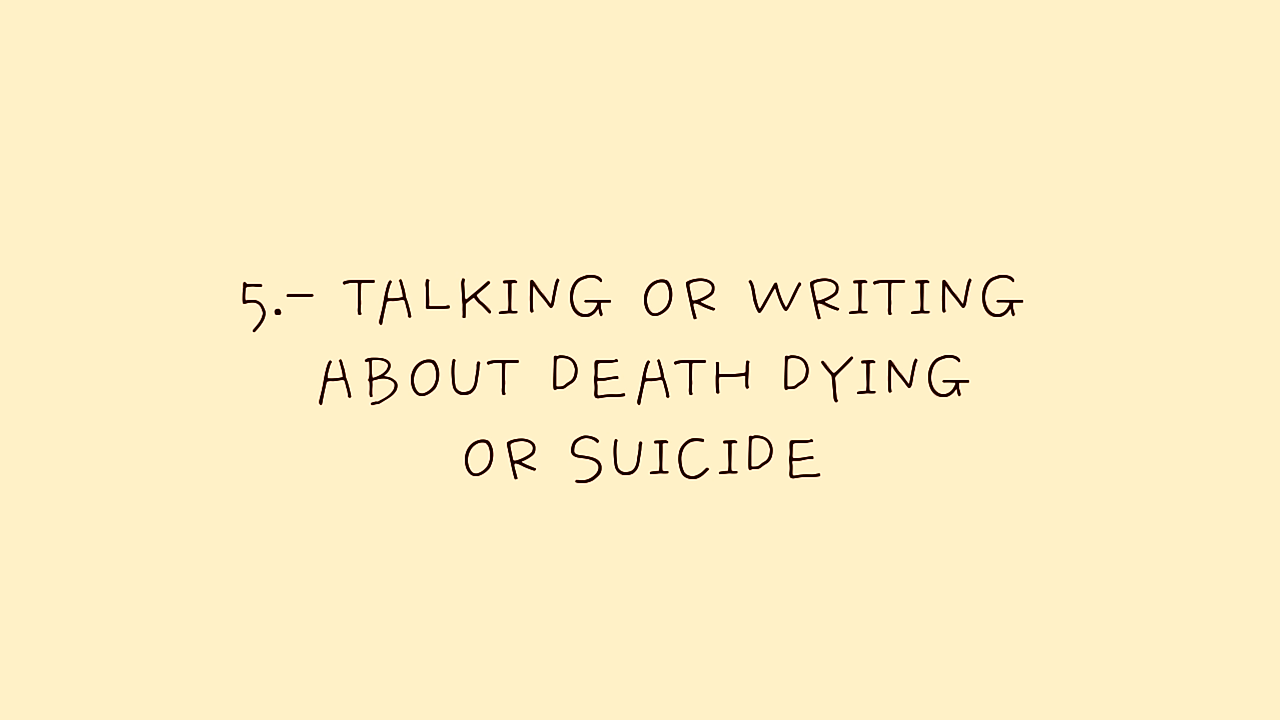 5.- TALKING OR WRITING
ABOUT DEATH DYING
OR SUICIDE